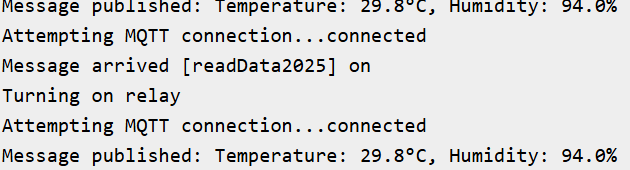 Message published: Temperature: 29.8°C, Humidity: 94.0%
Attempting MQTT connection...connected
Message arrived [readData2025] on
Turning on relay
Attempting MQTT connection...connected
Message published: Temperature: 29.8°C, Humidity: 94.0%